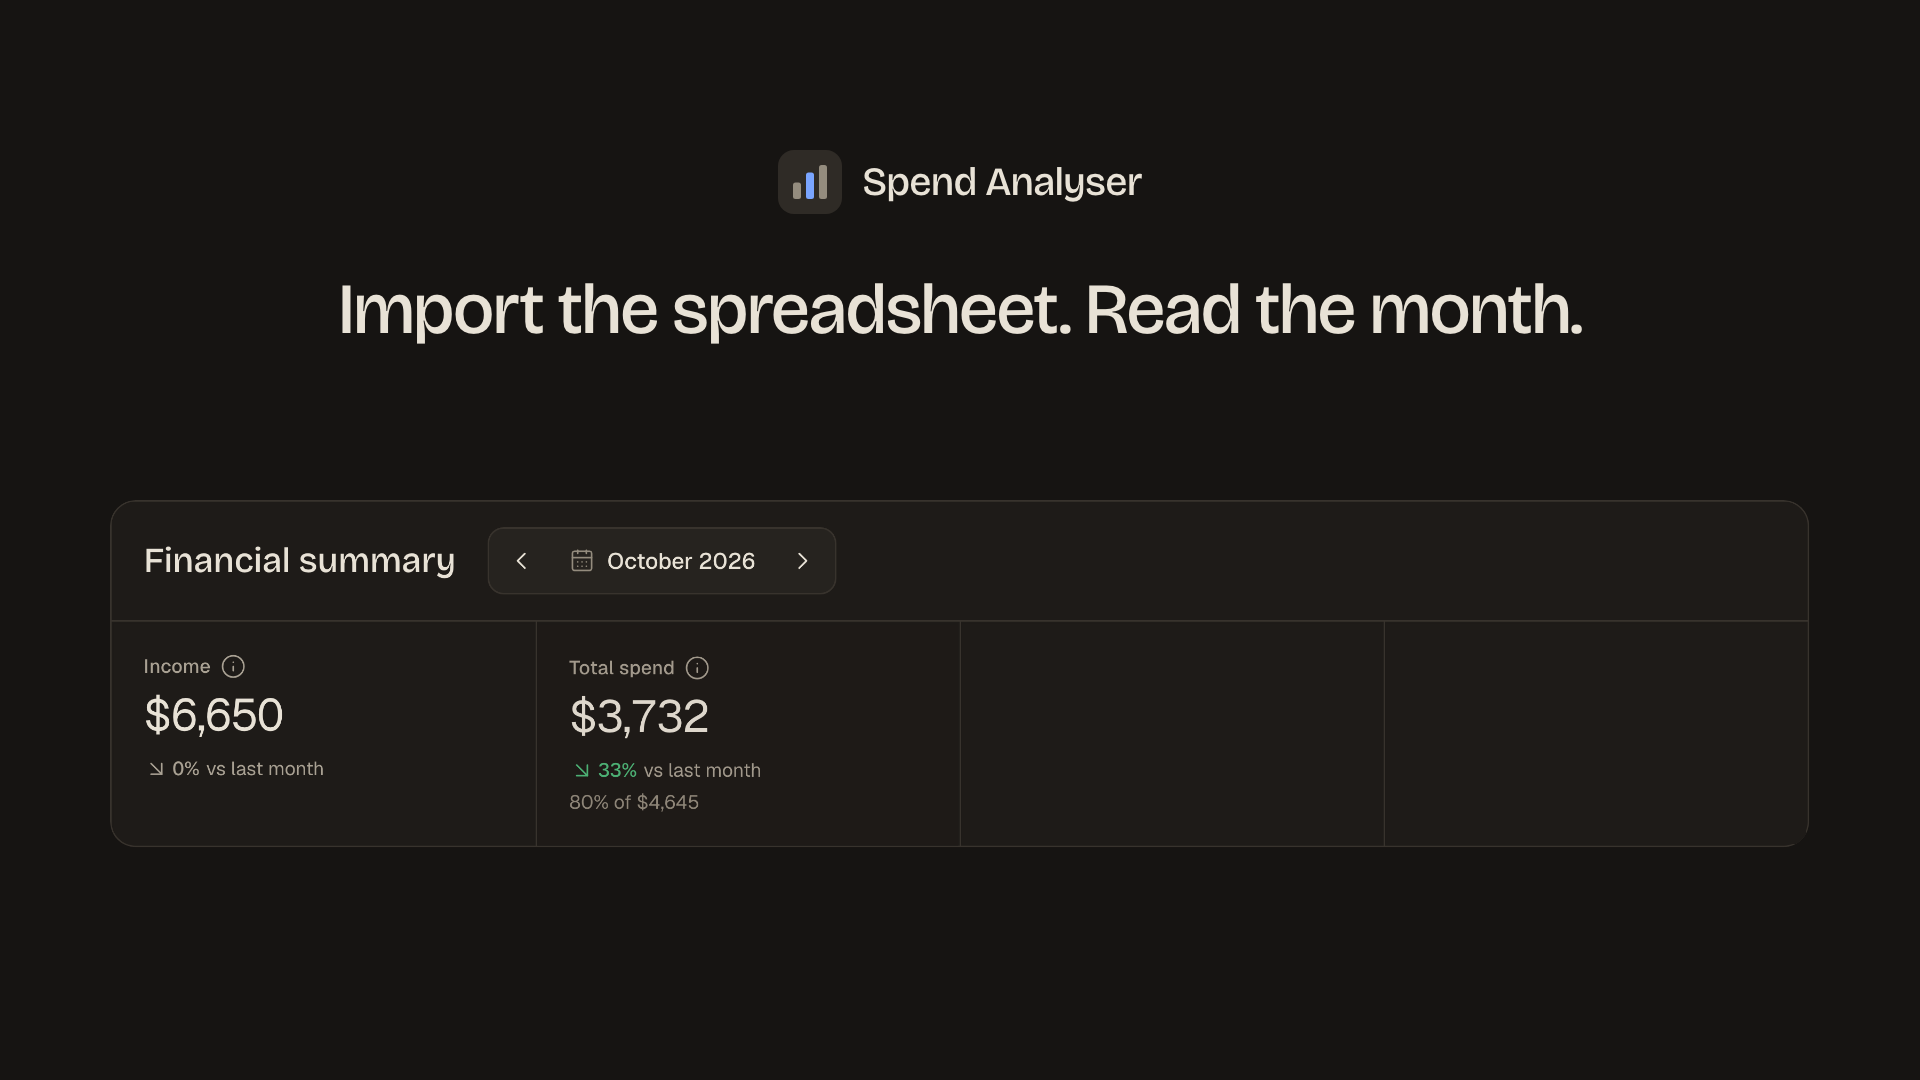 Spend Analyser
Import the spreadsheet. Read the month.
Financial summary
October 2026
Income
$6,650
0% vs last month
Total spend
$3,732
33% vs last month
80% of $4,645